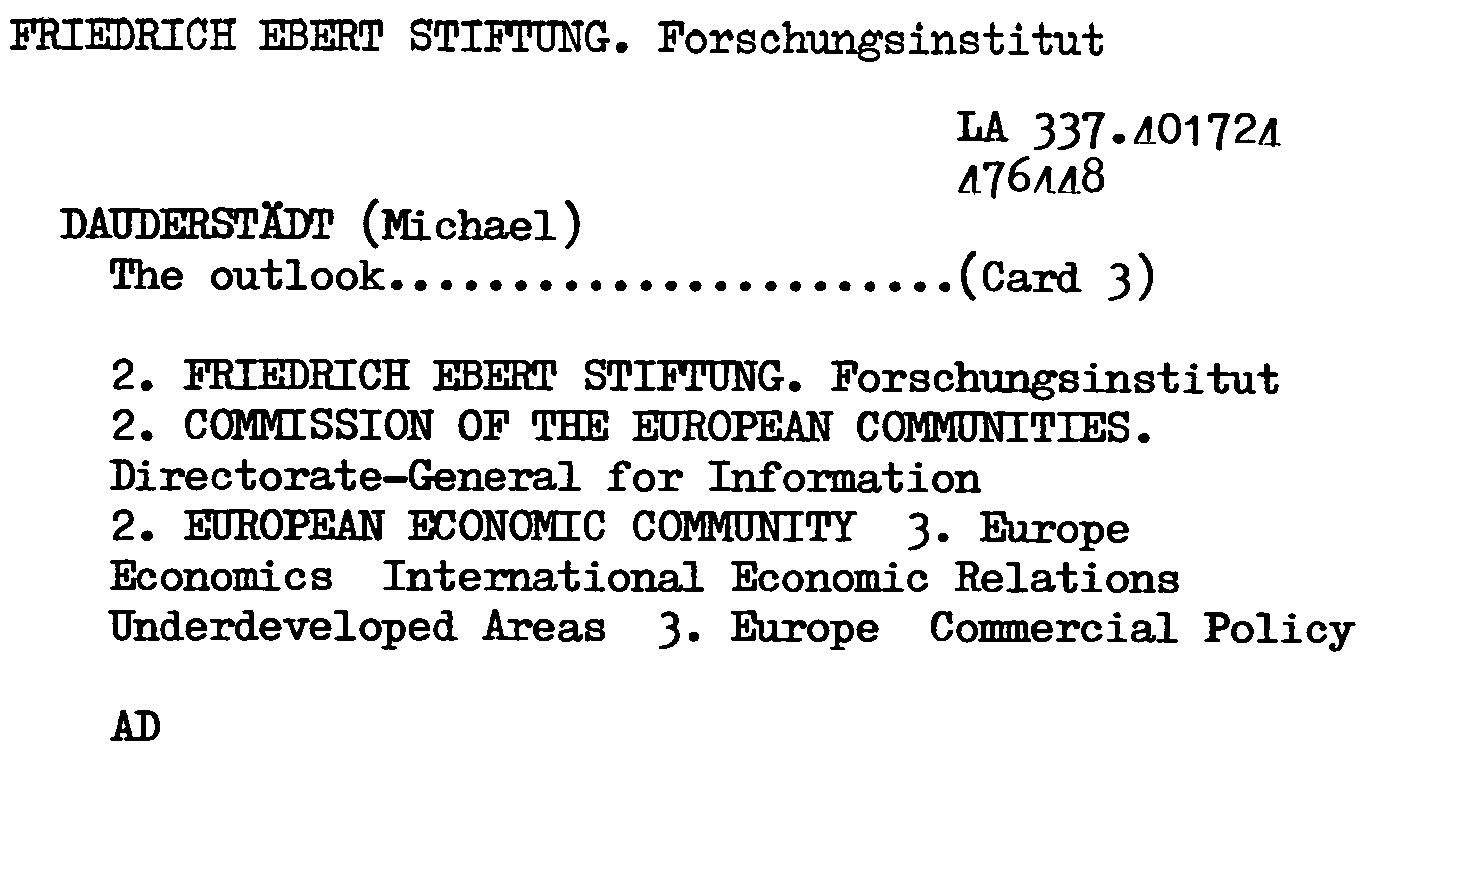 FRIEDRICH EBERT STIFTUNG. Forschungsinstitut
LA 337.401724
476448
DAUDERSTÄDT (Michael)
The outlook.......................(Card 3)
2. FRIEDRICH EBERT STIFTUNG. Forschungsinstitut
2. COMMISSION OF THE EUROPEAN COMMUNITIES.
Directorate-General for Information
2. EUROPEAN ECONOMIC COMMUNITY 3. Europe
Economics International Economic Relations
Underdeveloped Areas 3. Europe Commercial Policy
AD